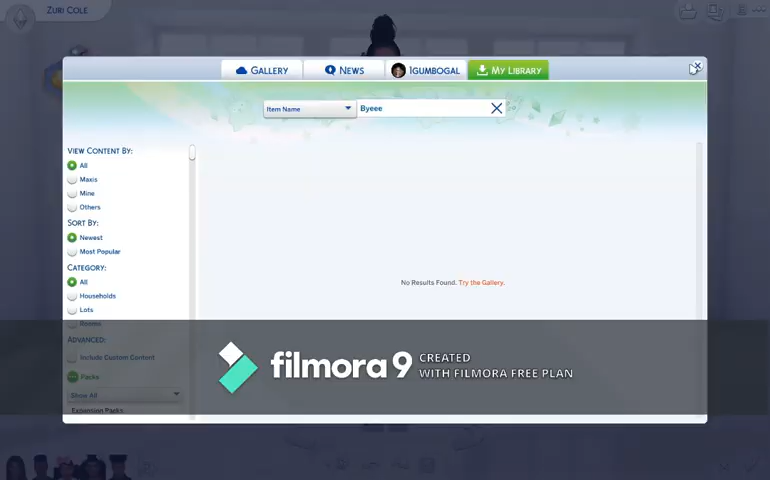 ZURI COLE
GALLERY
NEWS
1GUMBOGAL
MY LIBRARY
Item Name
Byeee
VIEW CONTENT BY:
All
Maxis
Mine
Others
SORT BY:
Newest
Most Popular
CATEGORY:
All
Households
Lots
Rooms
No Results Found. Try the Gallery.
ADVANCED:
Include Custom Content
Packs
Show All
Expansion Packs
filmora 9
CREATED
WITH FILMORA FREE PLAN